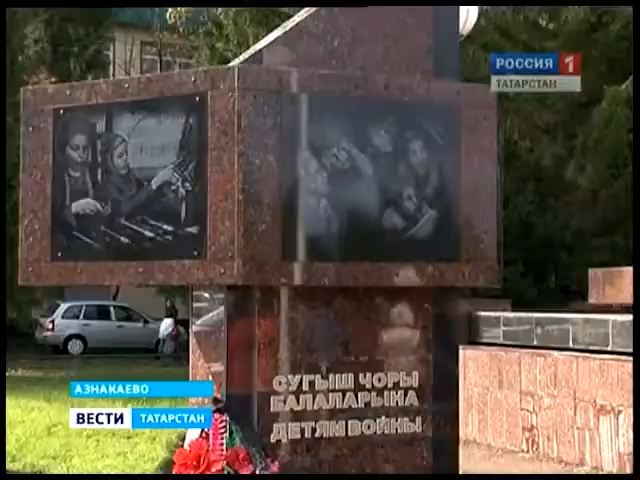 РОССИЯ 1
ТАТАРСТАН
СУГЫШ ЧОРЫ
БАЛАЛАРЫНА
ДЕТЯМ ВОЙНЫ
АЗНАКАЕВО
ВЕСТИ ТАТАРСТАН